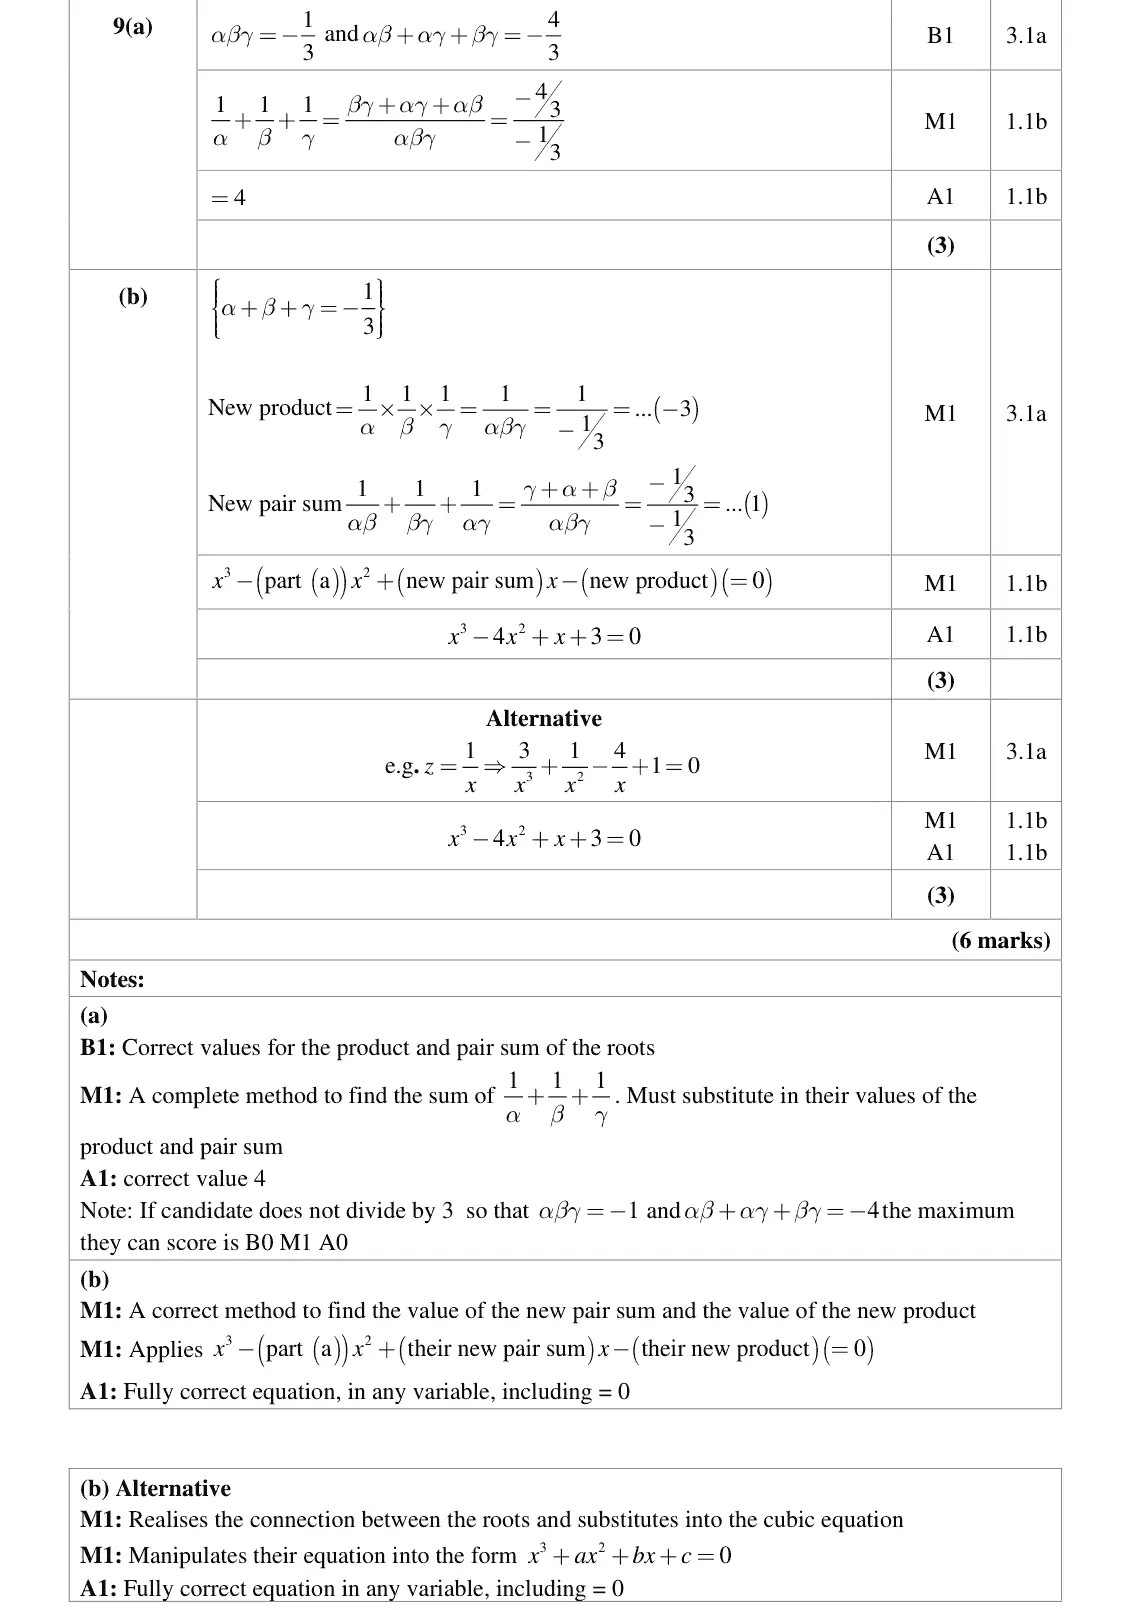 9(a) αβγ = −1/3 and αβ + αγ + βγ = −4/3 B1 3.1a
1/α + 1/β + 1/γ = (βγ + αγ + αβ)/(αβγ) = (−4/3)/(−1/3) M1 1.1b
= 4 A1 1.1b
(3)
(b) {α + β + γ = −1/3}
New product = 1/α × 1/β × 1/γ = 1/(αβγ) = 1/(−1/3) = ...(−3) M1 3.1a
New pair sum 1/(αβ) + 1/(βγ) + 1/(αγ) = (γ + α + β)/(αβγ) = (−1/3)/(−1/3) = ...(1)
x³ − (part (a))x² + (new pair sum)x − (new product)(= 0) M1 1.1b
x³ − 4x² + x + 3 = 0 A1 1.1b
(3)
Alternative
e.g. z = 1/x ⇒ 3/x³ + 1/x² − 4/x + 1 = 0 M1 3.1a
x³ − 4x² + x + 3 = 0 M1 1.1b
A1 1.1b
(3)
(6 marks)
Notes:
(a)
B1: Correct values for the product and pair sum of the roots
M1: A complete method to find the sum of 1/α + 1/β + 1/γ . Must substitute in their values of the
product and pair sum
A1: correct value 4
Note: If candidate does not divide by 3 so that αβγ = −1 and αβ + αγ + βγ = −4 the maximum
they can score is B0 M1 A0
(b)
M1: A correct method to find the value of the new pair sum and the value of the new product
M1: Applies x³ − (part (a))x² + (their new pair sum)x − (their new product)(= 0)
A1: Fully correct equation, in any variable, including = 0
(b) Alternative
M1: Realises the connection between the roots and substitutes into the cubic equation
M1: Manipulates their equation into the form x³ + ax² + bx + c = 0
A1: Fully correct equation in any variable, including = 0